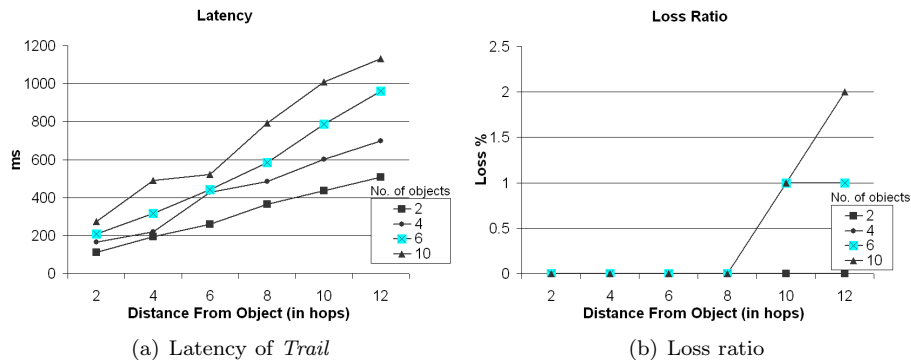 Latency
1200
1000
800
600
400
200
0
ms
2 4 6 8 10 12
Distance From Object (in hops)
No. of objects
2
4
6
10
(a) Latency of Trail
Loss Ratio
2.5
2
1.5
1
0.5
0
Loss %
2 4 6 8 10 12
Distance From Object (in hops)
No. of objects
2
4
6
10
(b) Loss ratio